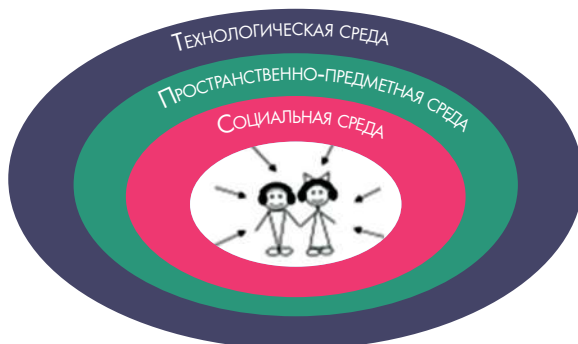 Технологическая среда
Пространственно-предметная среда
Социальная среда